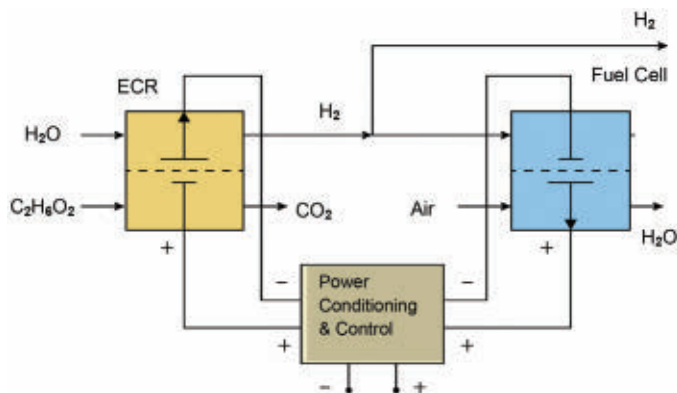 H₂
Fuel Cell
ECR
H₂
H₂O
C₂H₆O₂
CO₂
Air
H₂O
+
+
−
−
Power
Conditioning
& Control
+
+
−
+